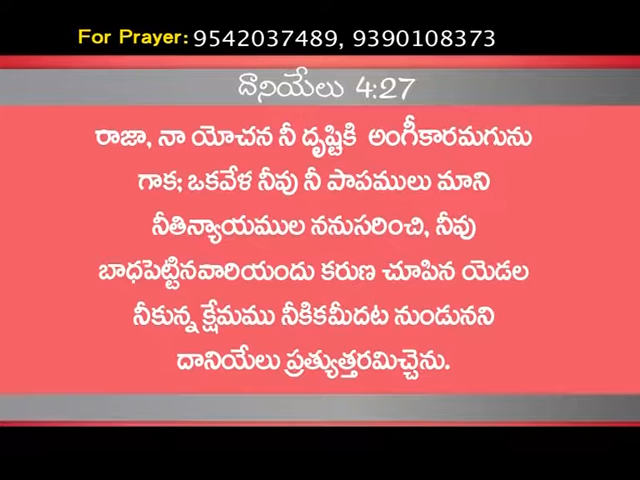 For Prayer: 9542037489, 9390108373
దానియేలు 4:27
రాజా, నా యోచన నీ దృష్టికి అంగీకారమగును
గాక; ఒకవేళ నీవు నీ పాపములు మాని
నీతిన్యాయముల ననుసరించి, నీవు
బాధపెట్టినవారియందు కరుణ చూపిన యెడల
నీకున్న క్షేమము నీకికమీదట నుండునని
దానియేలు ప్రత్యుత్తరమిచ్చెను.